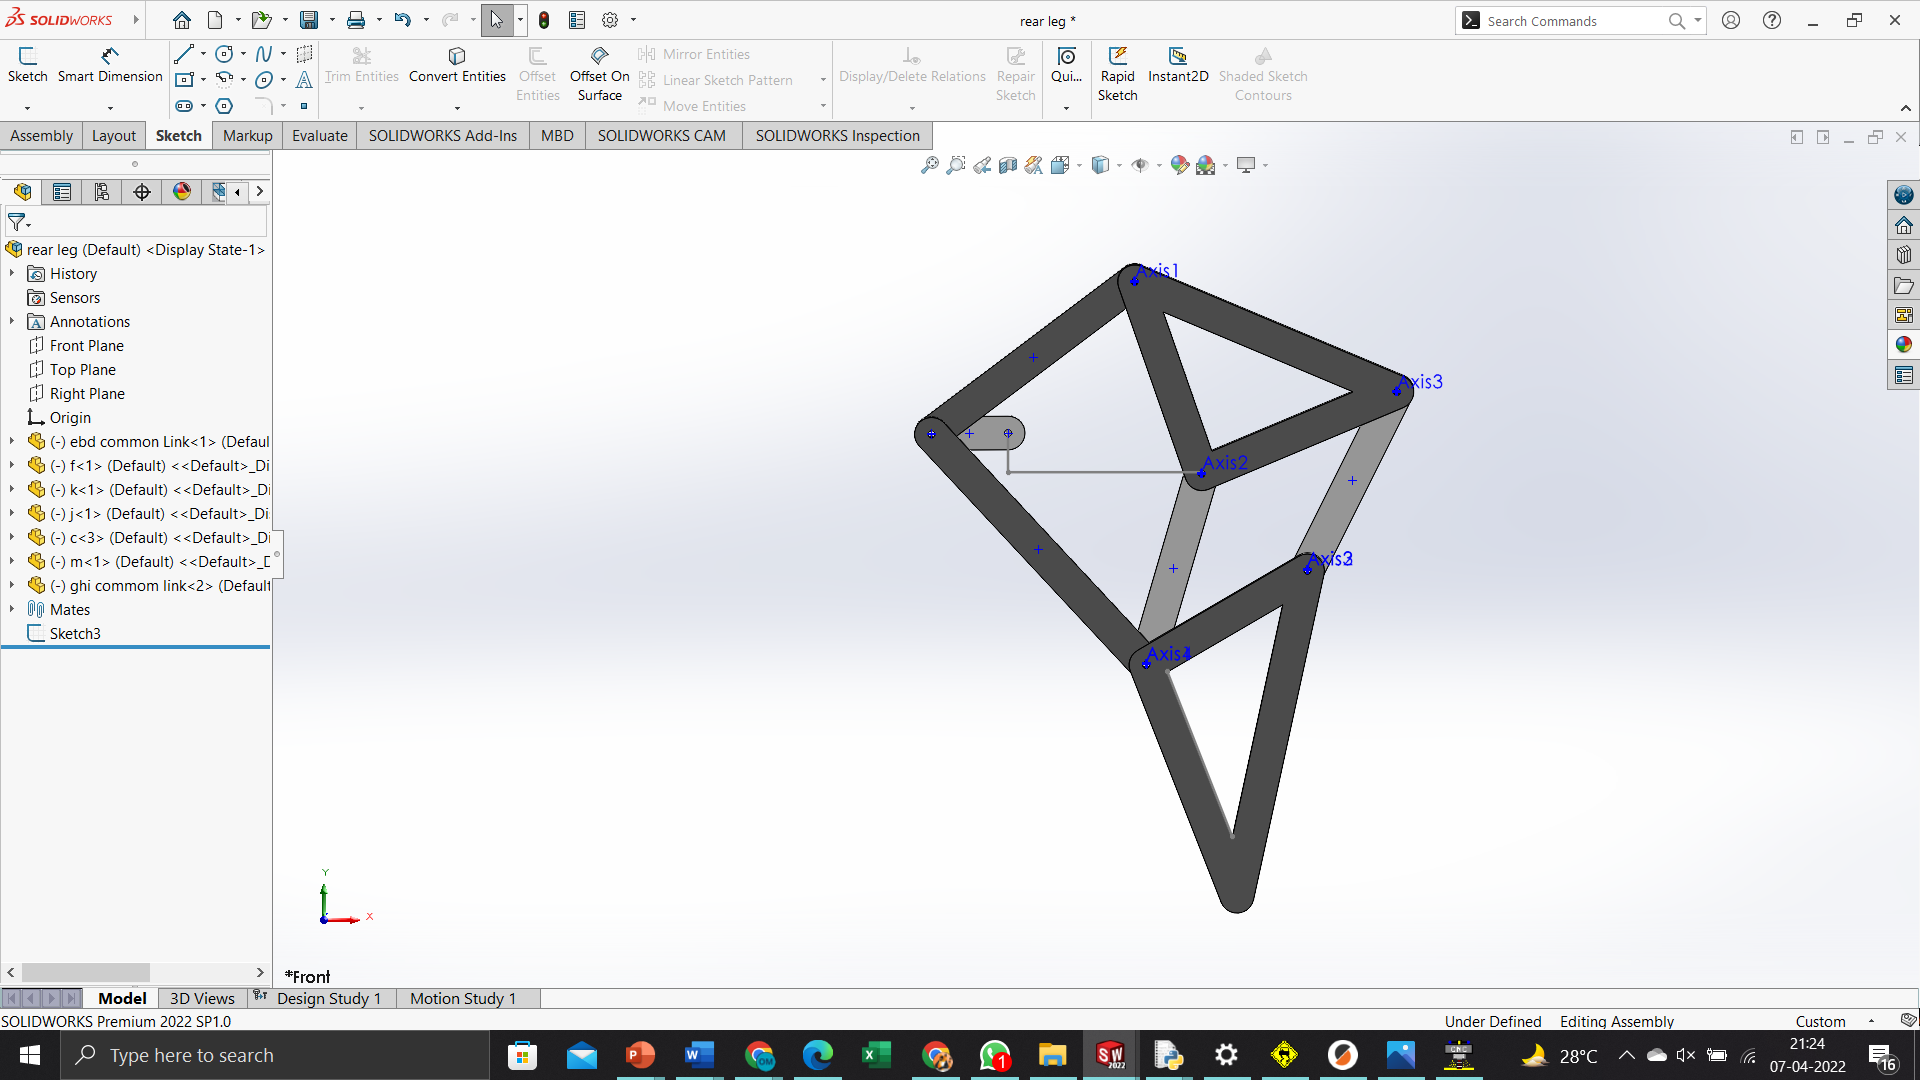 SOLIDWORKS
rear leg *
Search Commands
Sketch
Smart Dimension
Trim Entities
Convert Entities
Offset
Entities
Offset On
Surface
Mirror Entities
Linear Sketch Pattern
Move Entities
Display/Delete Relations
Repair
Sketch
Qui...
Rapid
Sketch
Instant2D
Shaded Sketch
Contours
Assembly
Layout
Sketch
Markup
Evaluate
SOLIDWORKS Add-Ins
MBD
SOLIDWORKS CAM
SOLIDWORKS Inspection
rear leg (Default) <Display State-1>
History
Sensors
Annotations
Front Plane
Top Plane
Right Plane
Origin
(-) ebd common Link<1> (Defaul
(-) f<1> (Default) <<Default>_Di
(-) k<1> (Default) <<Default>_Di
(-) j<1> (Default) <<Default>_Di
(-) c<3> (Default) <<Default>_Di
(-) m<1> (Default) <<Default>_D
(-) ghi commom link<2> (Default
Mates
Sketch3
Axis1
Axis3
Axis2
Y
X
*Front
Model
3D Views
Design Study 1
Motion Study 1
SOLIDWORKS Premium 2022 SP1.0
Under Defined
Editing Assembly
Custom
Type here to search
1
SW
2022
CNC
28°C
21:24
07-04-2022
16